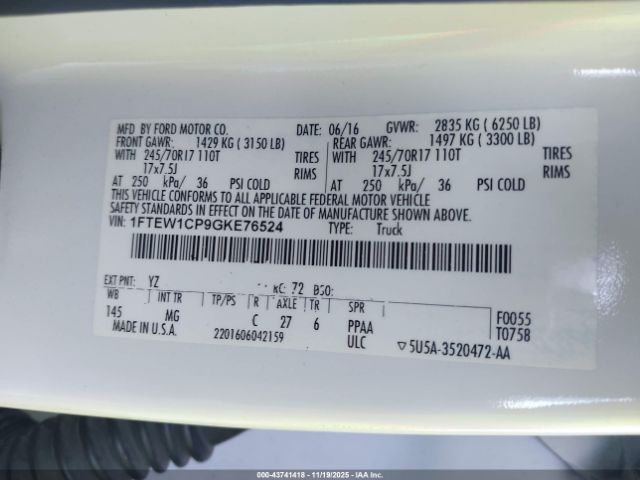 MFD BY FORD MOTOR CO. 06/16 GVWR: 2835 KG ( 6250 LB)
FRONT GAWR: 1429 KG ( 3150 LB) REAR GAWR: 1497 KG ( 3300 LB)
WITH 245/70R17 110T TIRES WITH 245/70R17 110T TIRES
17x7.5J RIMS 17x7.5J RIMS
AT 250 kPa/ 36 PSI COLD AT 250 kPa/ 36 PSI COLD
THIS VEHICLE CONFORMS TO ALL APPLICABLE FEDERAL MOTOR VEHICLE
SAFETY STANDARDS IN EFFECT ON THE DATE OF MANUFACTURE SHOWN ABOVE.
VIN: 1FTEW1CP9GKE76524 TYPE: Truck
EXT PNT: YZ RC: 72 DSO:
WB INT TR TP/PS R AXLE TR SPR F0055
145 MG C 27 6 PPAA T0758
MADE IN U.S.A. 2201606042159 ULC 5U5A-3520472-AA
000-43741418 - 11/19/2025 - IAAI.CA